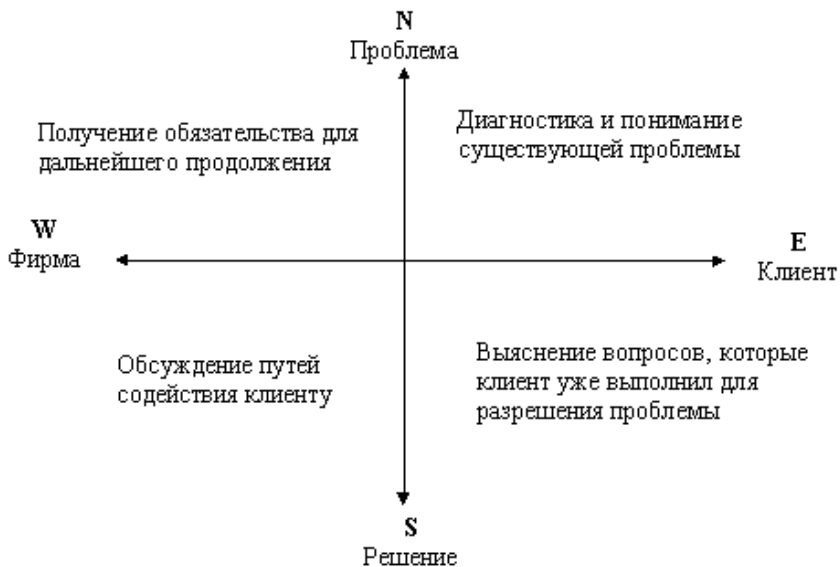 N
Проблема
Получение обязательства для
дальнейшего продолжения
Диагностика и понимание
существующей проблемы
W
Фирма
E
Клиент
Обсуждение путей
содействия клиенту
Выяснение вопросов, которые
клиент уже выполнил для
разрешения проблемы
S
Решение